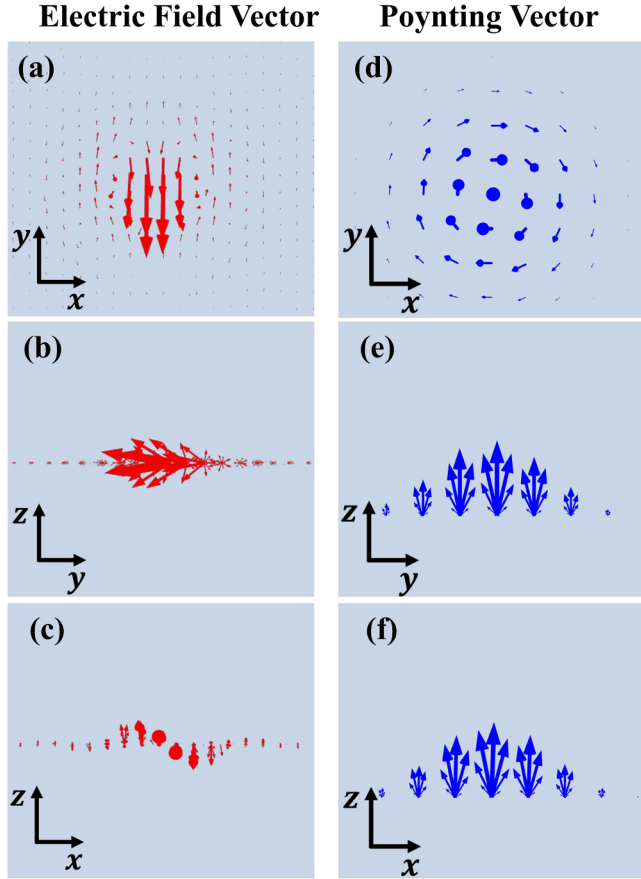 Electric Field Vector
Poynting Vector
(a)
y
x
(d)
y
x
(b)
z
y
(e)
z
y
(c)
z
x
(f)
z
x